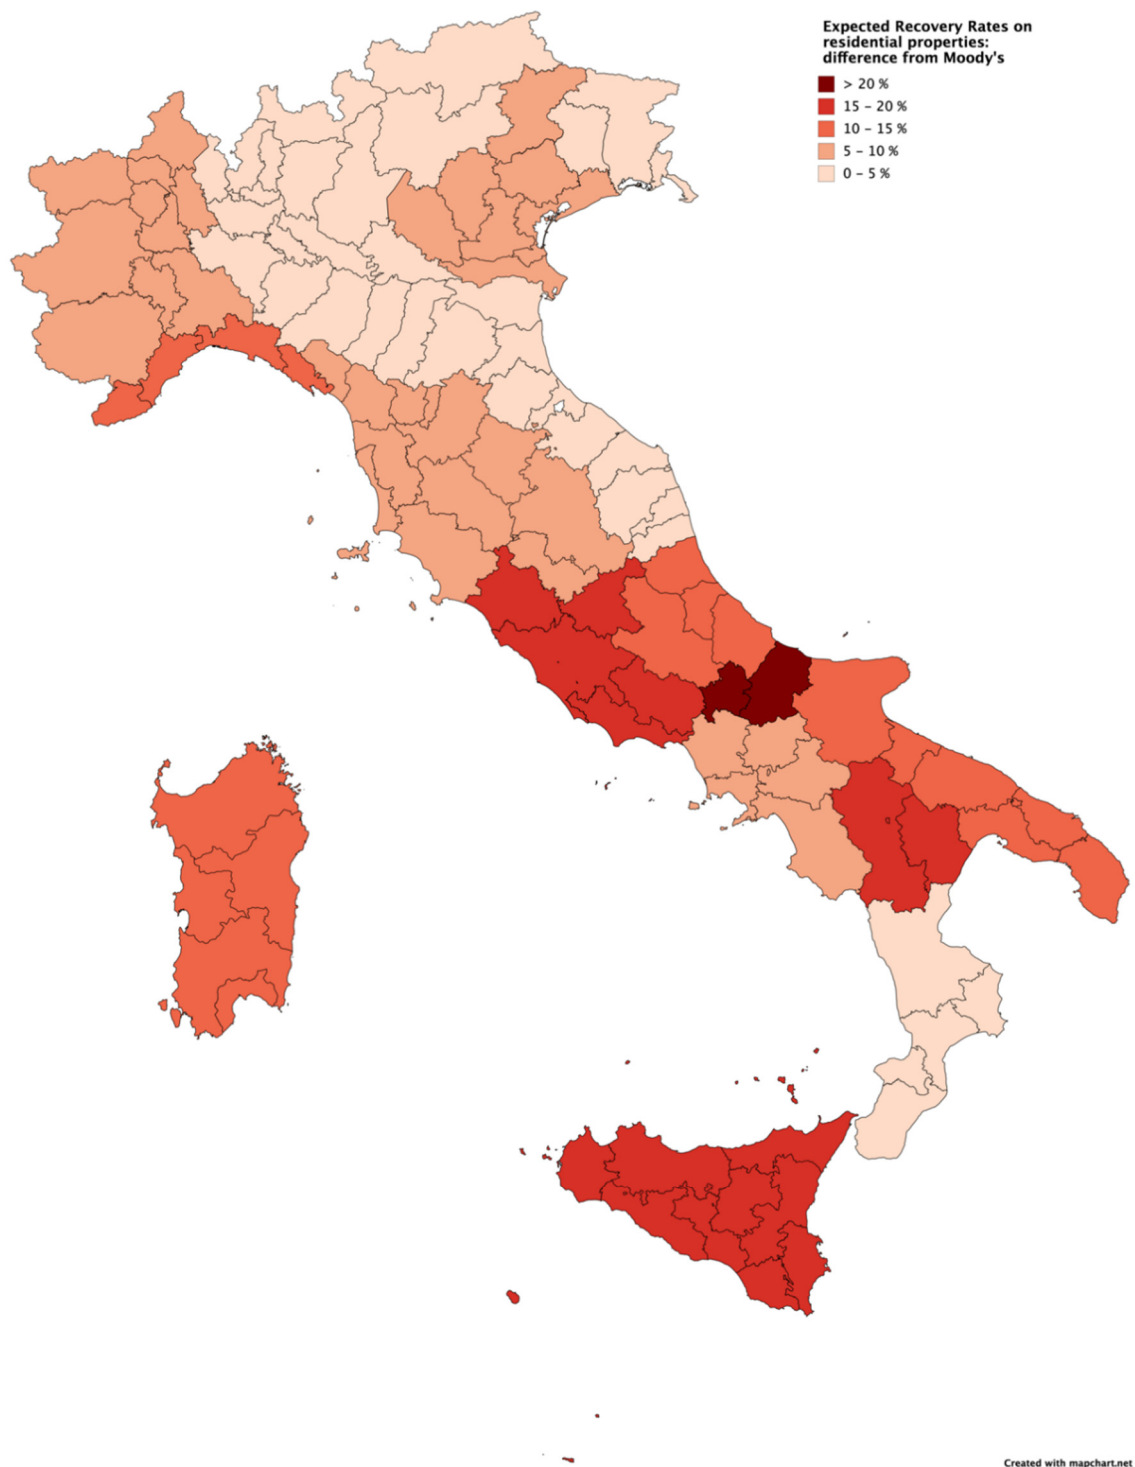 Expected Recovery Rates on
residential properties:
difference from Moody's
> 20 %
15 – 20 %
10 – 15 %
5 – 10 %
0 – 5 %
Created with mapchart.net